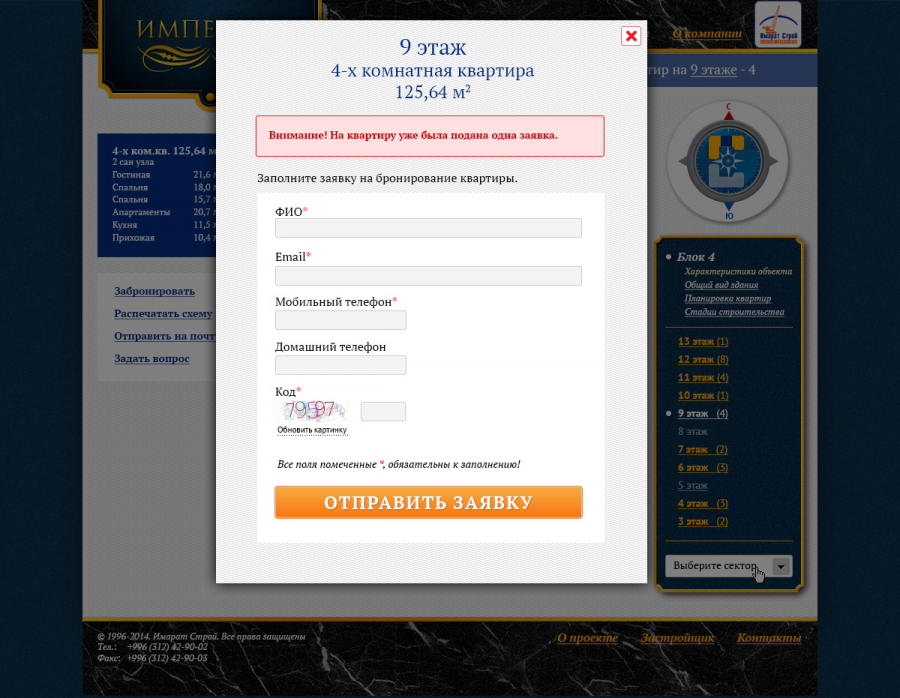 ИМПЕ
О компании
Имарат Строй
9 этаж
4-х комнатная квартира
125,64 м²
тир на 9 этаже - 4
Внимание! На квартиру уже была подана одна заявка.
Заполните заявку на бронирование квартиры.
ФИО*
Email*
Мобильный телефон*
Домашний телефон
Код*
79597
Обновить картинку
Все поля помеченные *, обязательны к заполнению!
ОТПРАВИТЬ ЗАЯВКУ
4-х ком.кв. 125,64 м
2 сан узла
Гостиная 21,6
Спальня 18,0
Спальня 15,7
Апартаменты 20,7
Кухня 11,5
Прихожая 10,4
Забронировать
Распечатать схему
Отправить на почт
Задать вопрос
С
Ю
Блок 4
Характеристики объекта
Общий вид здания
Планировка квартир
Стадии строительства
13 этаж (1)
12 этаж (8)
11 этаж (4)
10 этаж (1)
9 этаж (4)
8 этаж
7 этаж (2)
6 этаж (3)
5 этаж
4 этаж (3)
3 этаж (2)
Выберите сектор
© 1996-2014. Имарат Строй. Все права защищены
Тел.: +996 (312) 42-90-02
Факс: +996 (312) 42-90-03
О проекте Застройщик Контакты